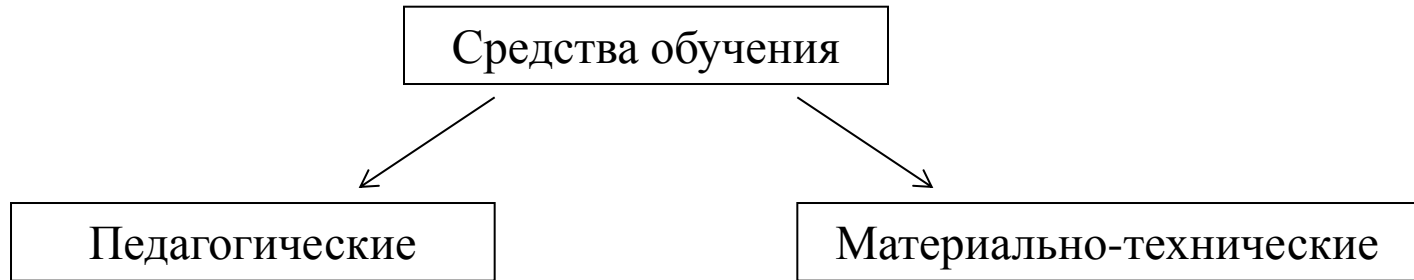 Средства обучения
Педагогические
Материально-технические